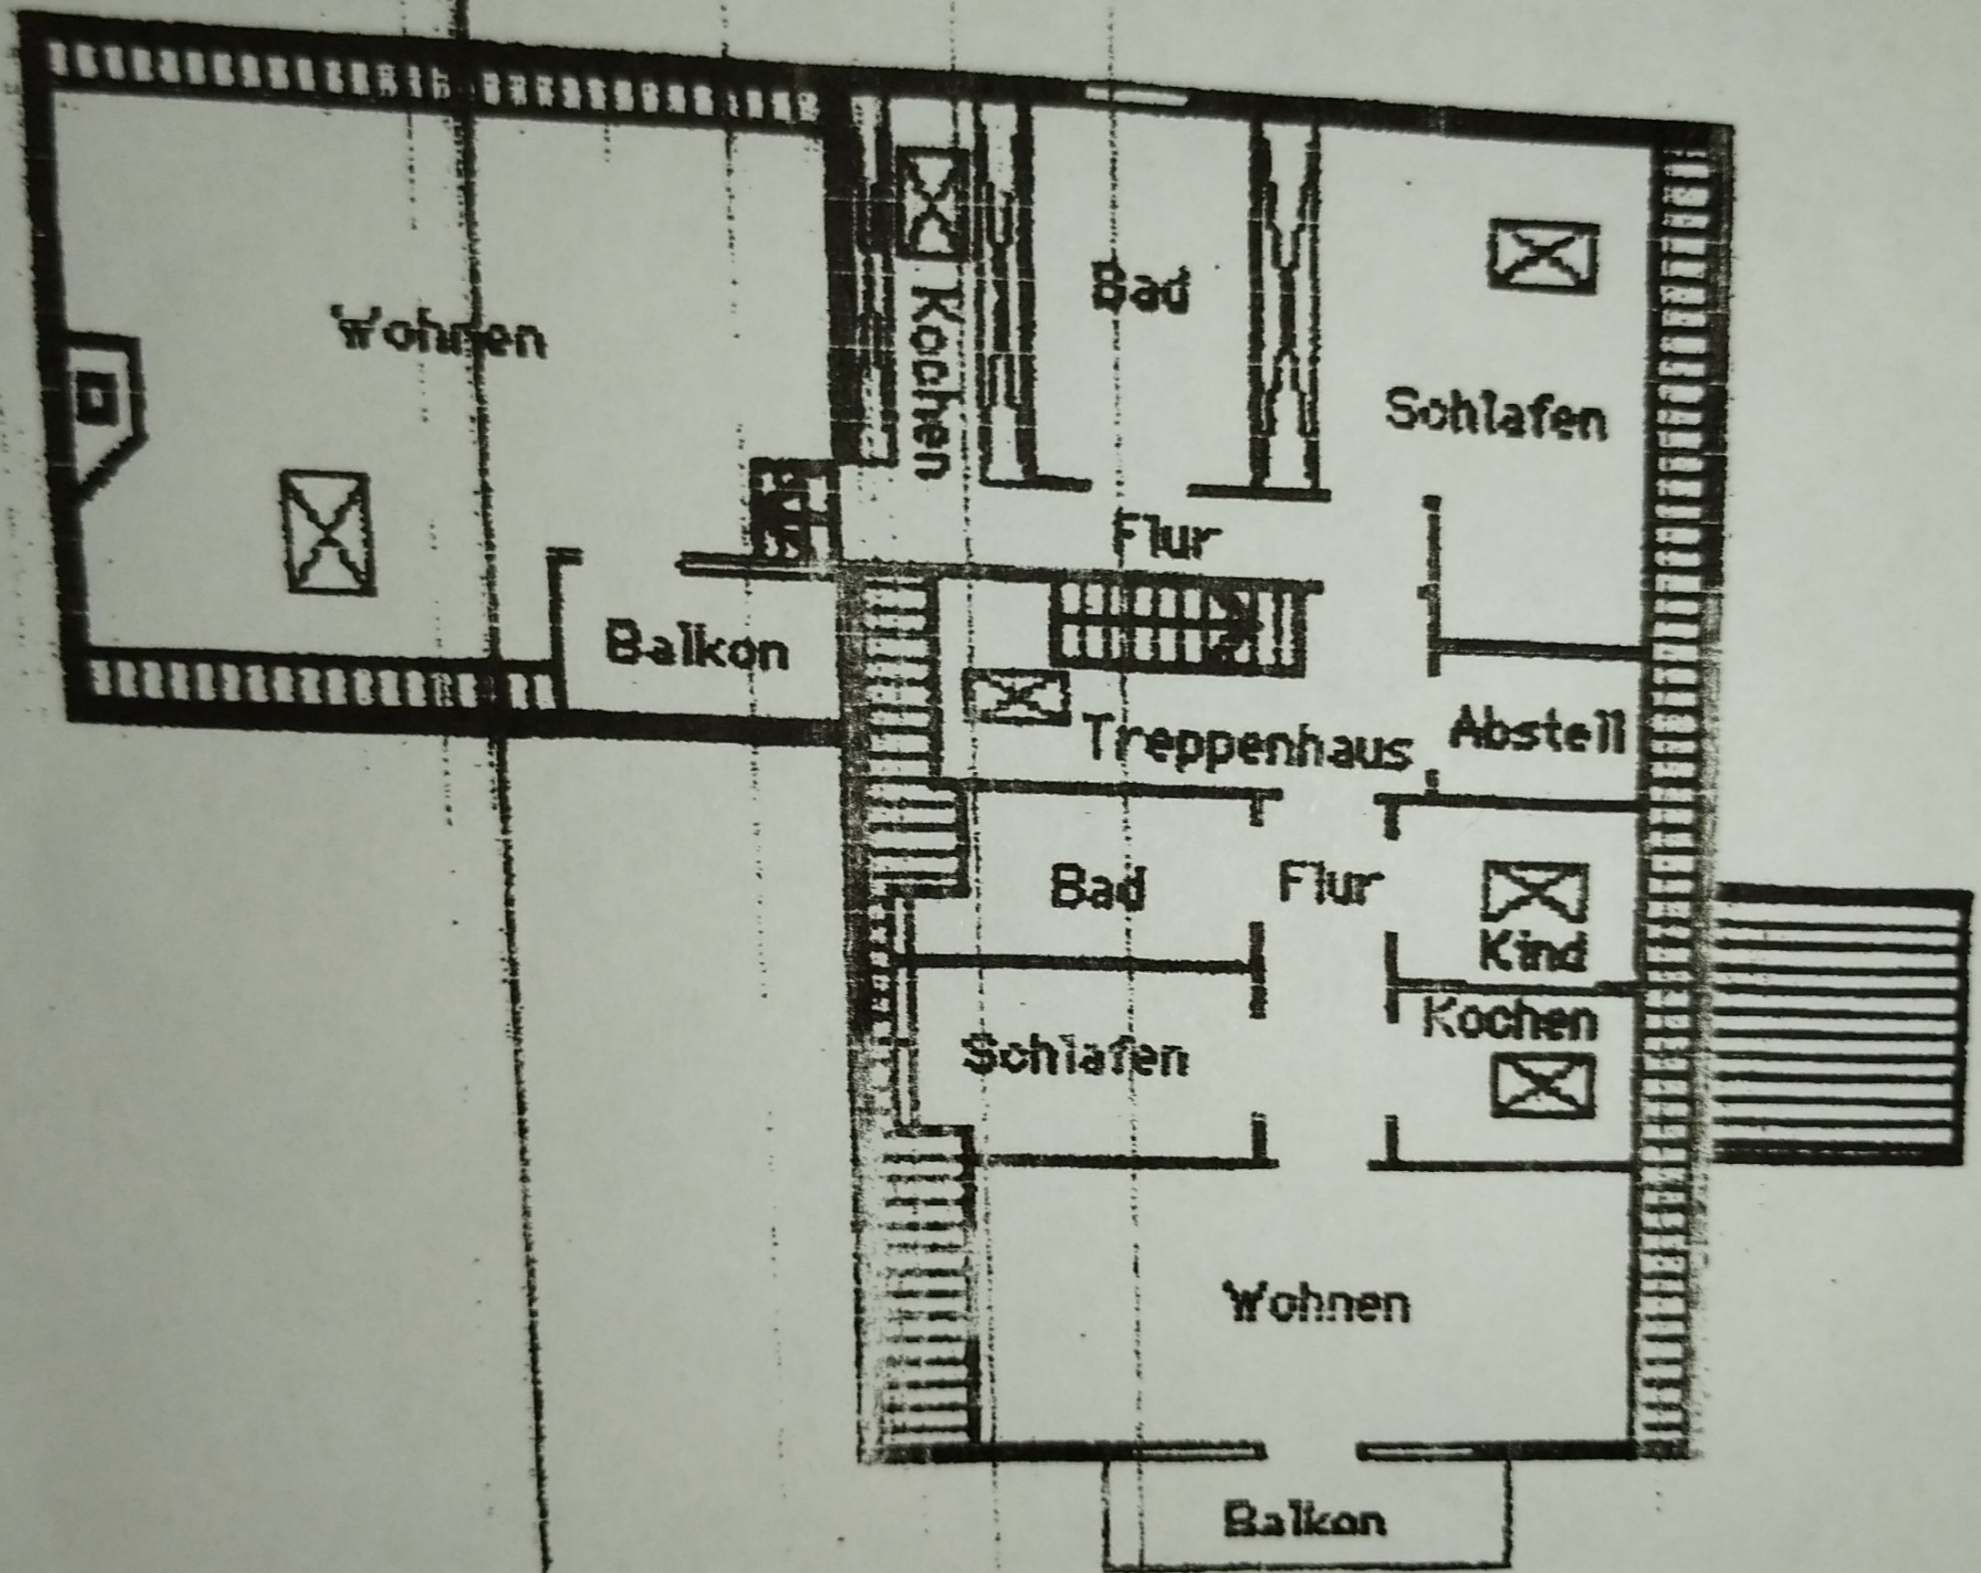 Wohnen
Kochen
Bad
Schlafen
Flur
Balkon
Treppenhaus
Abstell
Bad
Flur
Kind
Kochen
Schlafen
Wohnen
Balkon